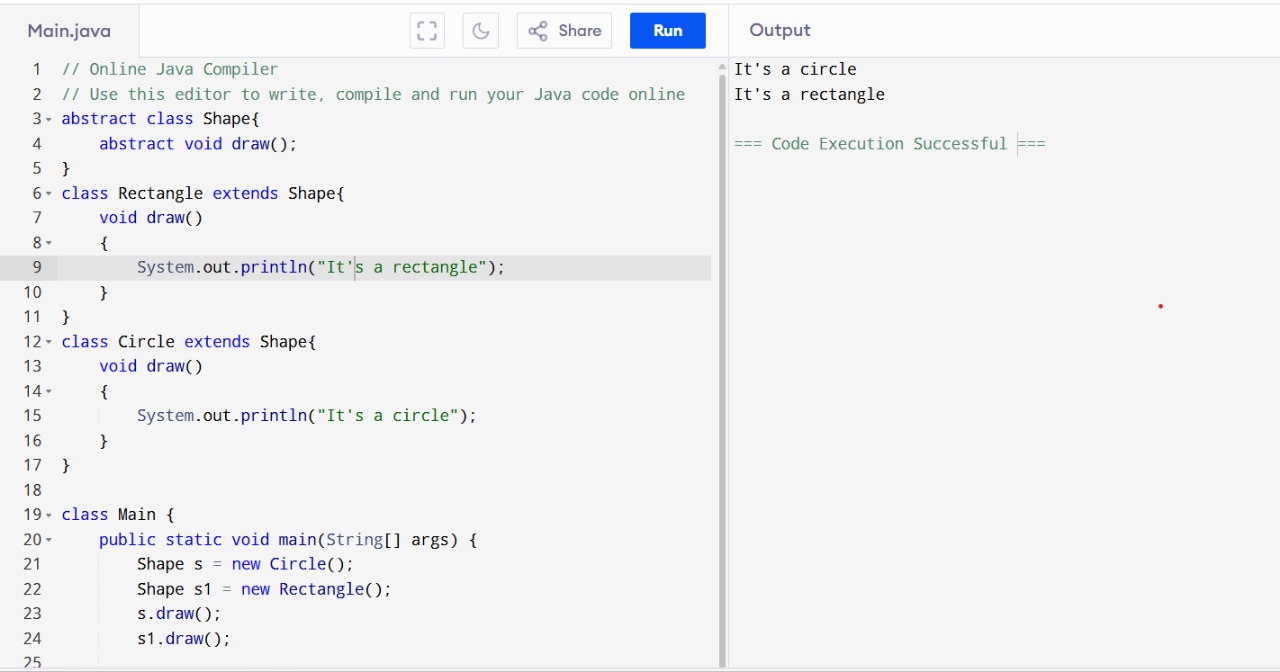 Main.java
Share
Run
Output
1 // Online Java Compiler
2 // Use this editor to write, compile and run your Java code online
3 abstract class Shape{
4     abstract void draw();
5 }
6 class Rectangle extends Shape{
7     void draw()
8     {
9         System.out.println("It's a rectangle");
10     }
11 }
12 class Circle extends Shape{
13     void draw()
14     {
15         System.out.println("It's a circle");
16     }
17 }
18
19 class Main {
20     public static void main(String[] args) {
21         Shape s = new Circle();
22         Shape s1 = new Rectangle();
23         s.draw();
24         s1.draw();
25
It's a circle
It's a rectangle
=== Code Execution Successful ===